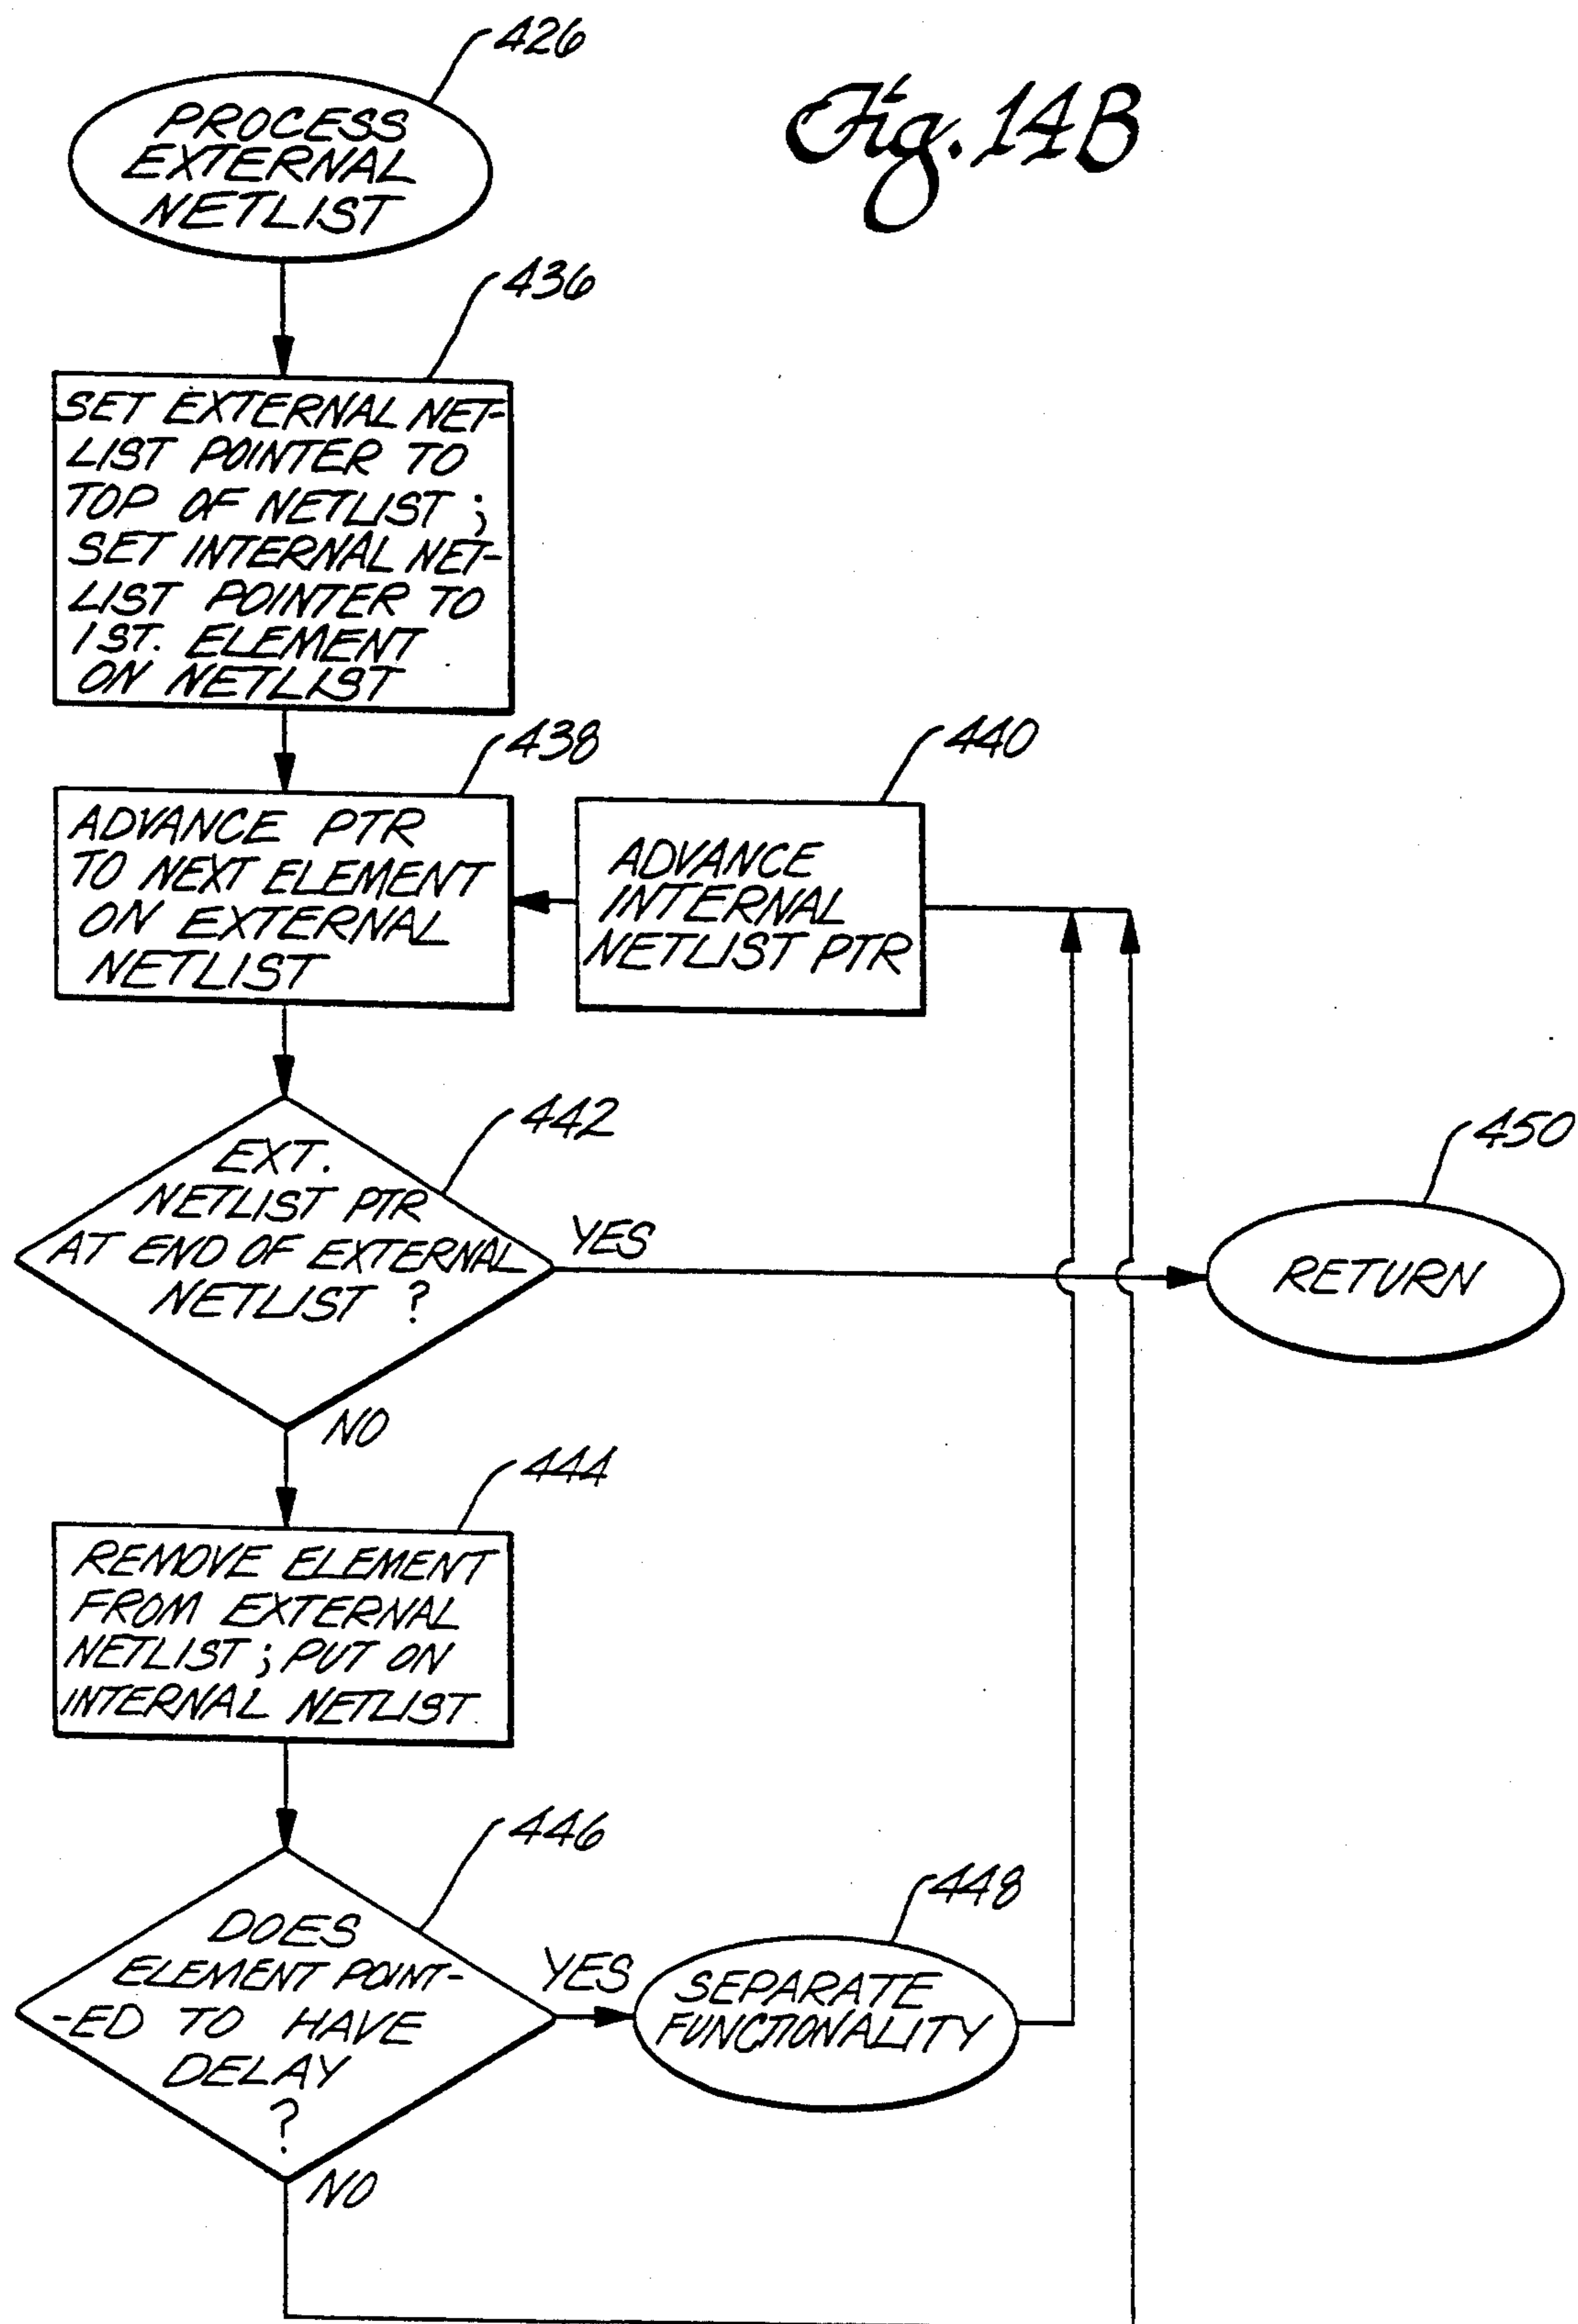 426
Fig. 14B
PROCESS
EXTERNAL
NETLIST
436
SET EXTERNAL NET-
LIST POINTER TO
TOP OF NETLIST ;
SET INTERNAL NET-
LIST POINTER TO
1ST. ELEMENT
ON NETLIST
438
ADVANCE PTR
TO NEXT ELEMENT
ON EXTERNAL
NETLIST
440
ADVANCE
INTERNAL
NETLIST PTR
442
EXT.
NETLIST PTR
AT END OF EXTERNAL
NETLIST ?
YES
450
RETURN
NO
444
REMOVE ELEMENT
FROM EXTERNAL
NETLIST ; PUT ON
INTERNAL NETLIST
446
DOES
ELEMENT POINT-
-ED TO HAVE
DELAY
?
YES
448
SEPARATE
FUNCTIONALITY
NO